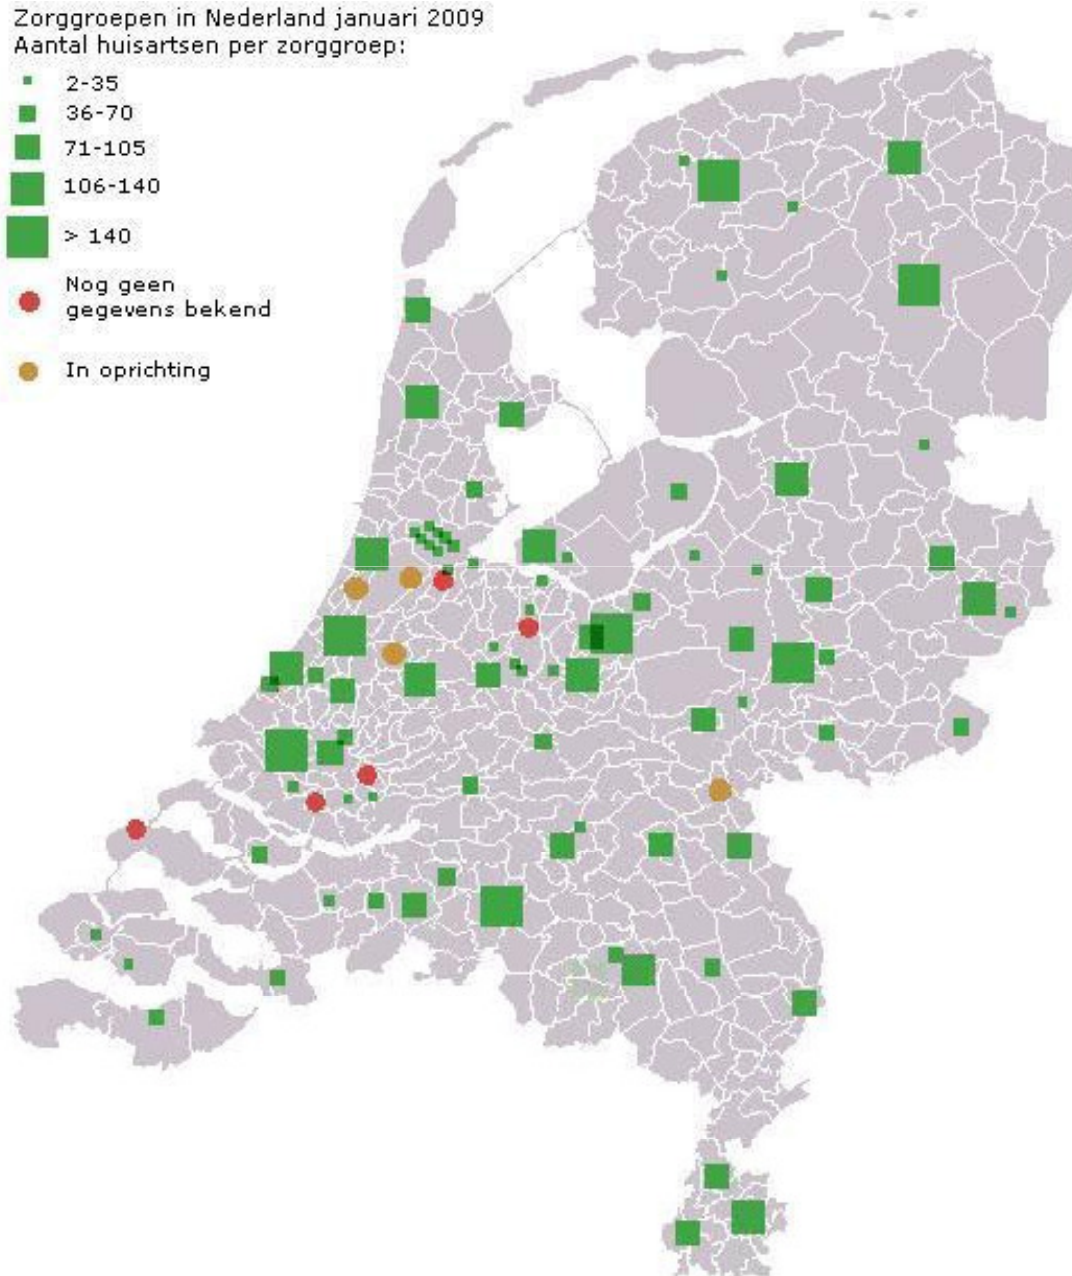 Zorggroepen in Nederland januari 2009
Aantal huisartsen per zorggroep:
2-35
36-70
71-105
106-140
> 140
Nog geen
gegevens bekend
In oprichting